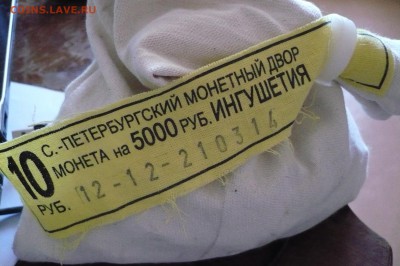 COINS.LAVE.RU
С.-ПЕТЕРБУРГСКИЙ МОНЕТНЫЙ ДВОР
10 МОНЕТА на 5000 РУБ. ИНГУШЕТИЯ
РУБ. 12-12-210314